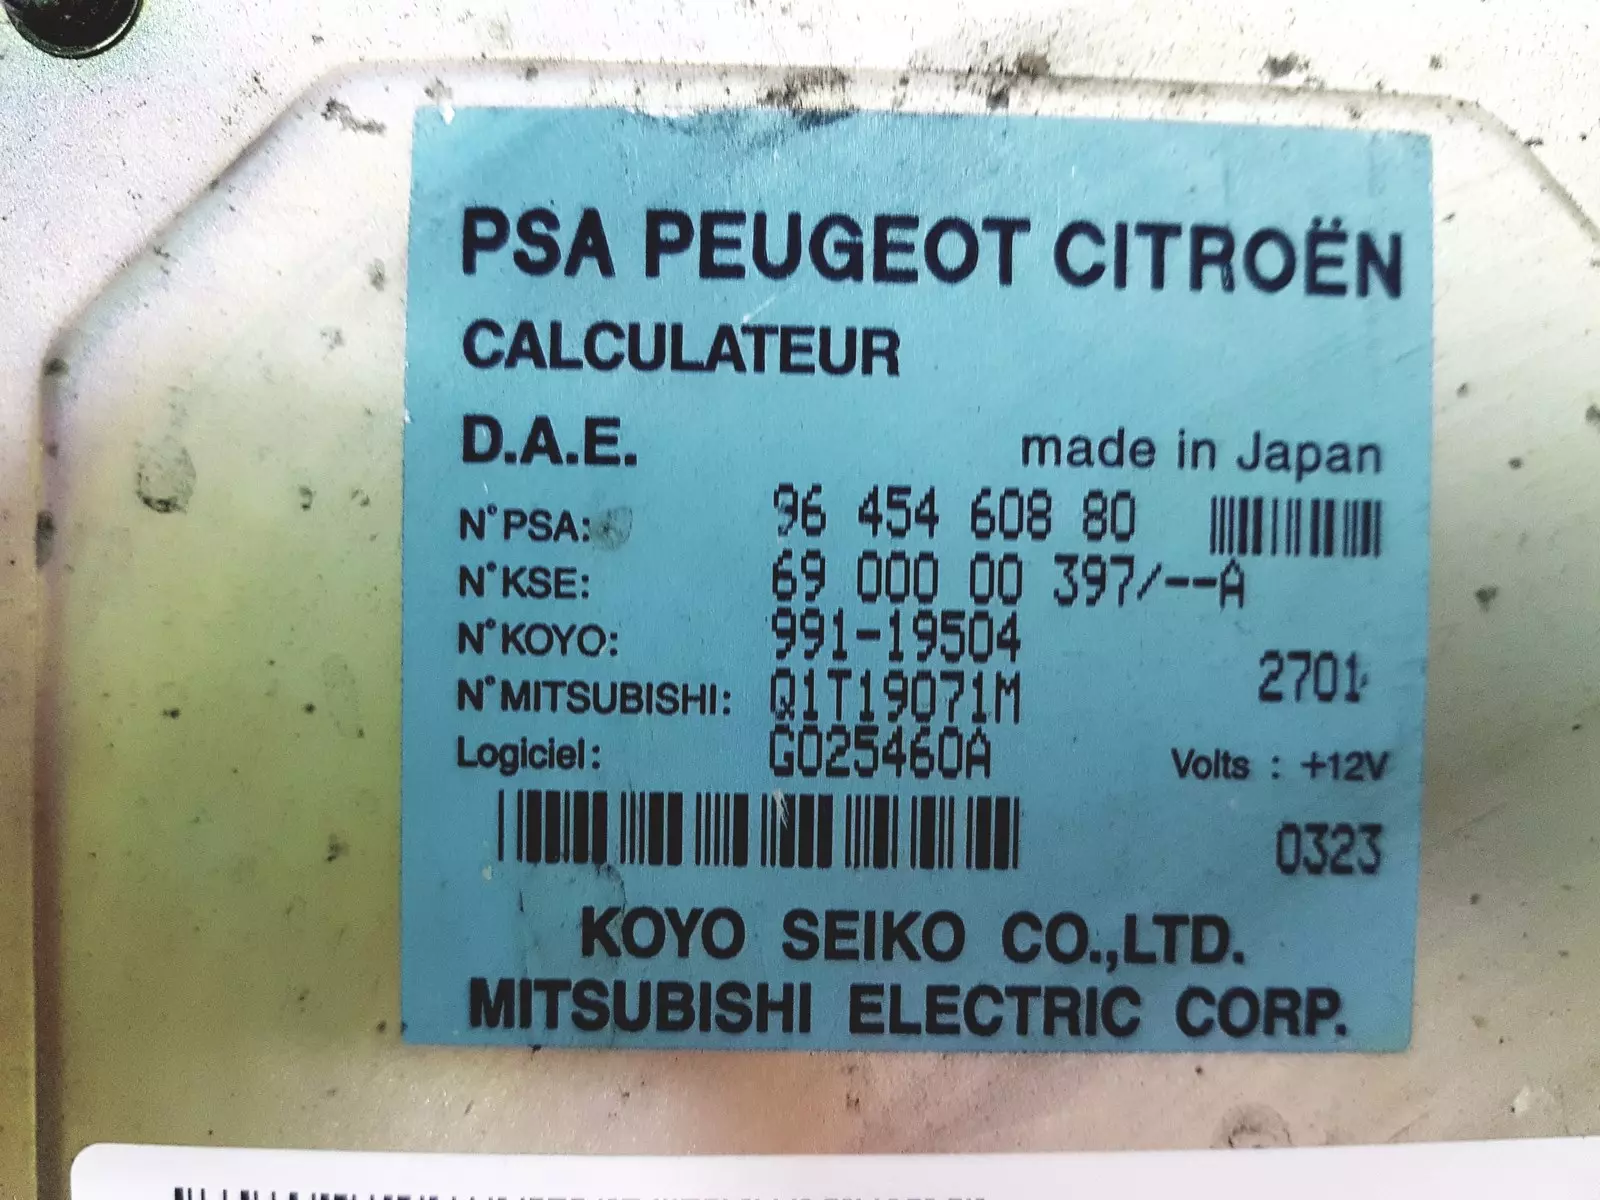 PSA PEUGEOT CITROËN
CALCULATEUR
D.A.E. made in Japan
N°PSA: 96 454 608 80
N°KSE: 69 000 00 397/--A
N°KOYO: 991-19504
2701
N°MITSUBISHI: Q1T19071M
Logiciel: G025460A Volts : +12V
0323
KOYO SEIKO CO.,LTD.
MITSUBISHI ELECTRIC CORP.